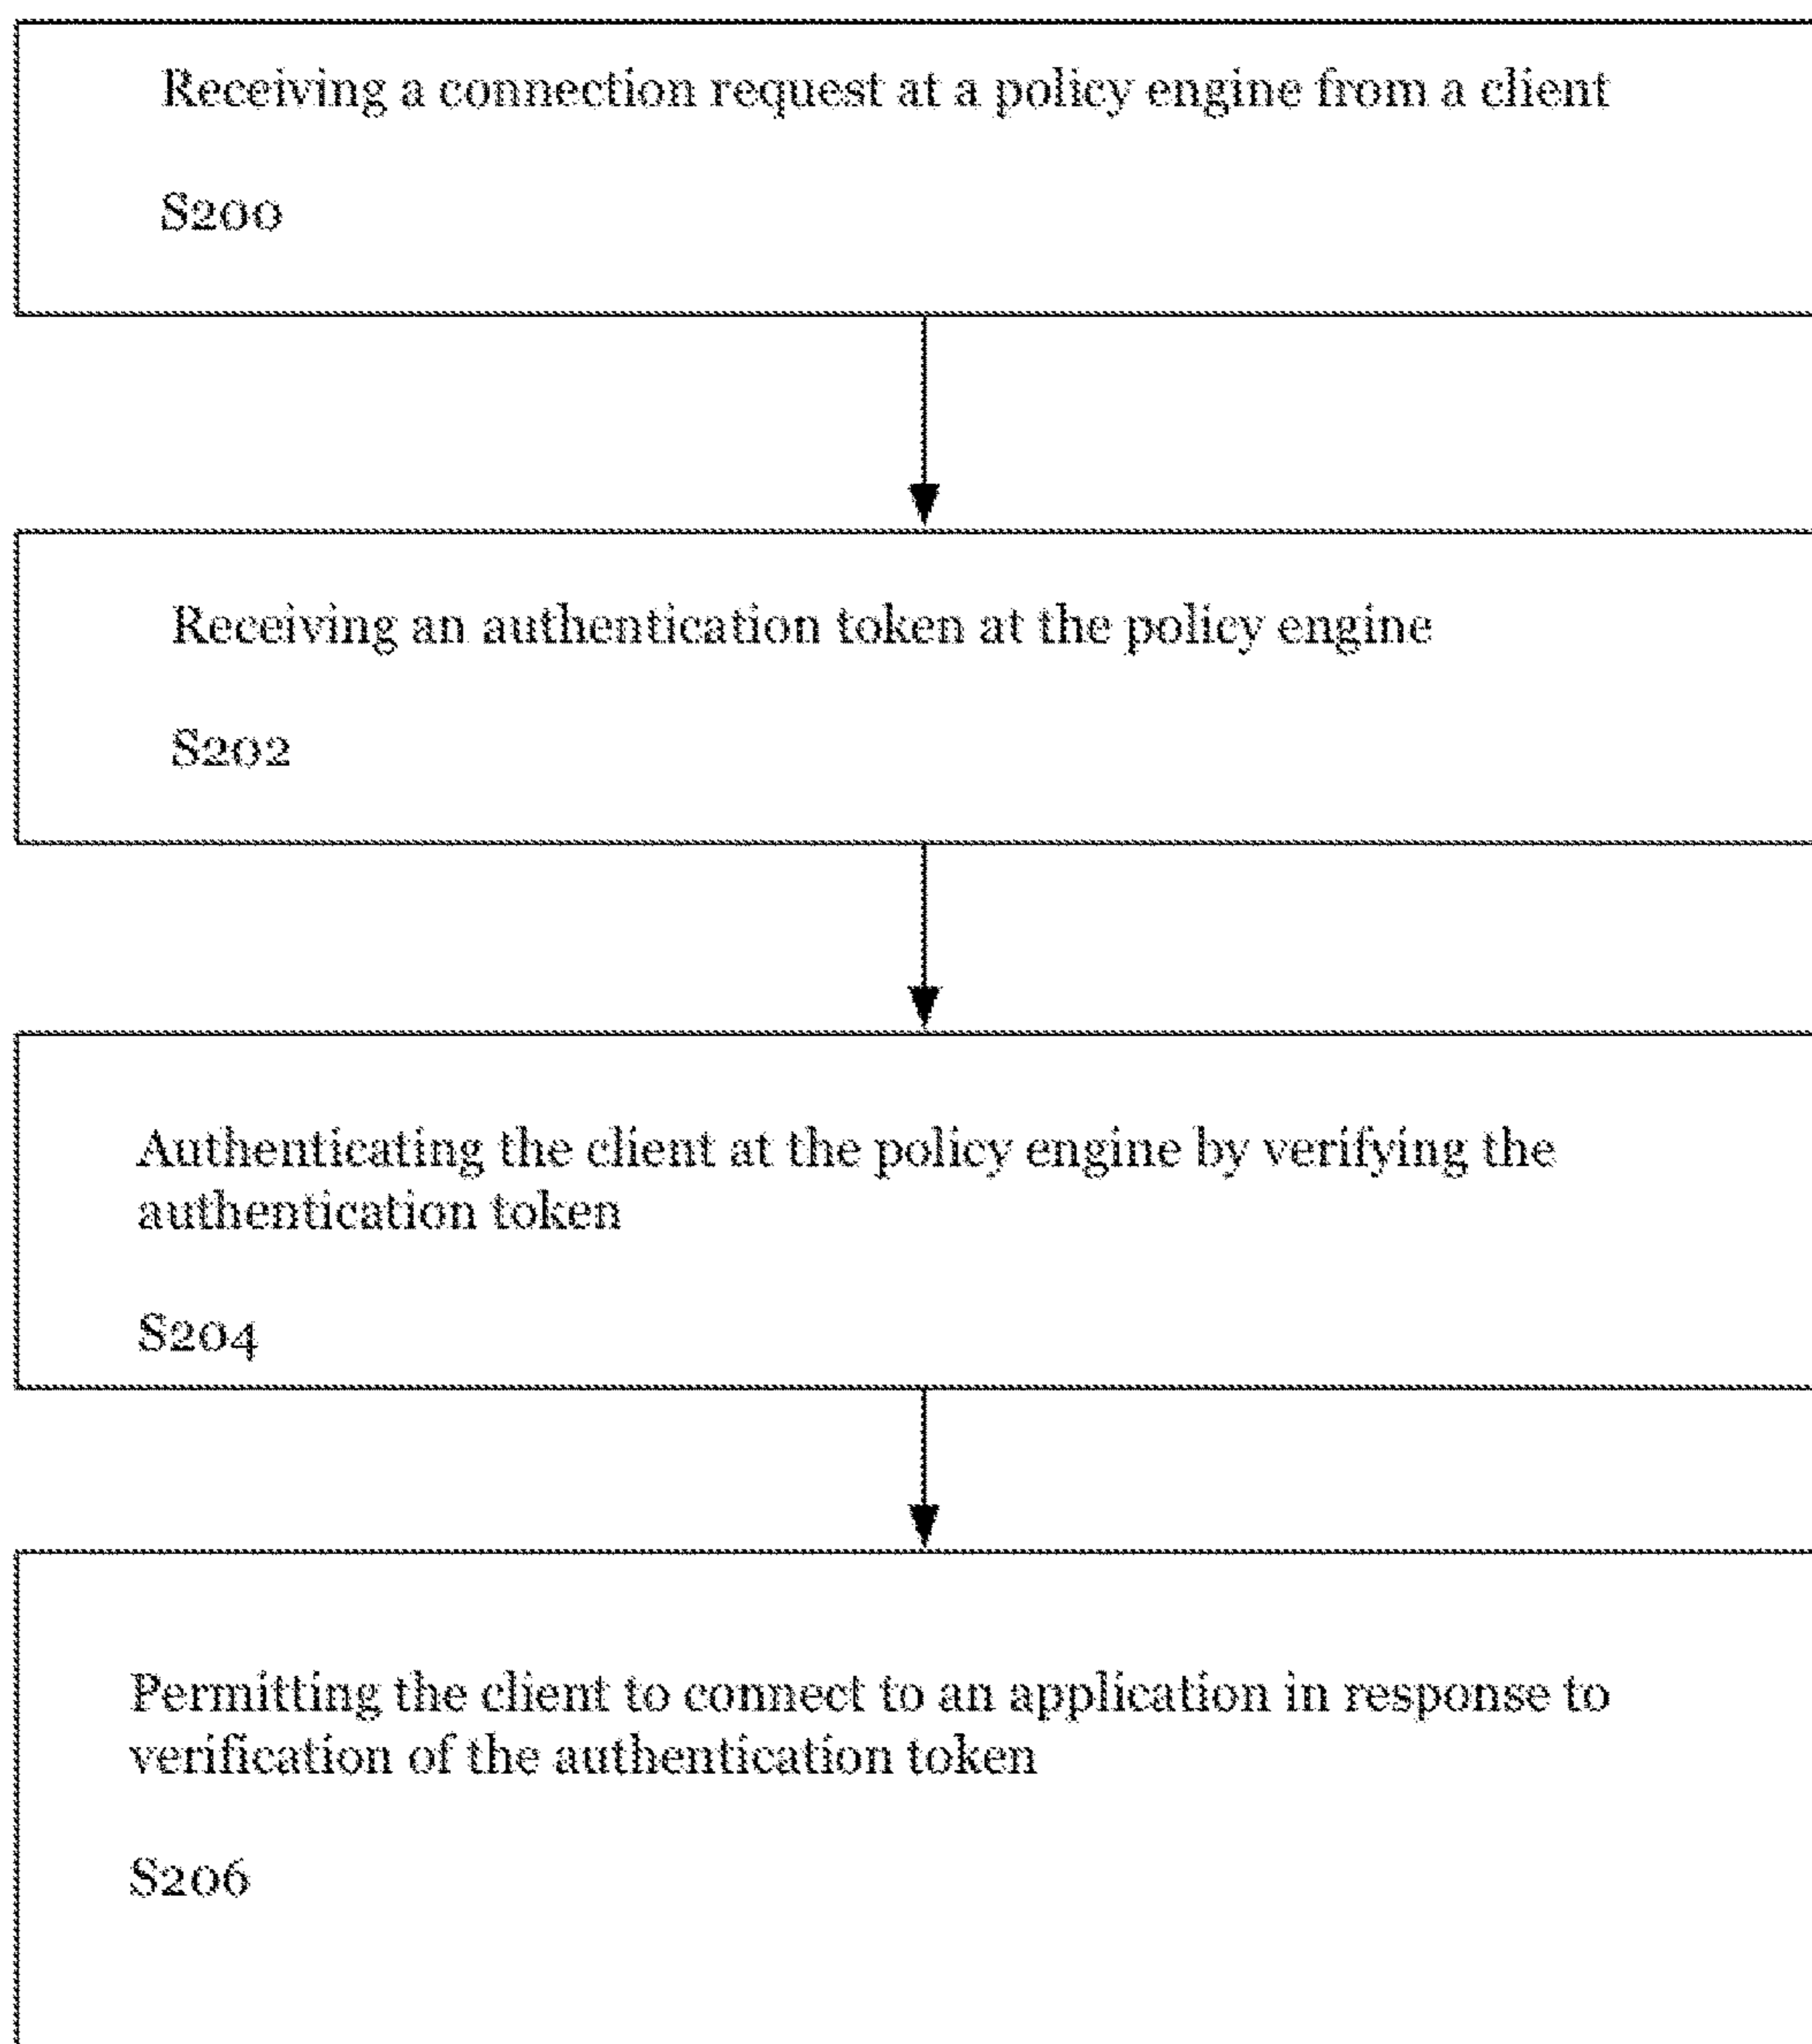 Receiving a connection request at a policy engine from a client
S200
Receiving an authentication token at the policy engine
S202
Authenticating the client at the policy engine by verifying the
authentication token
S204
Permitting the client to connect to an application in response to
verification of the authentication token
S206